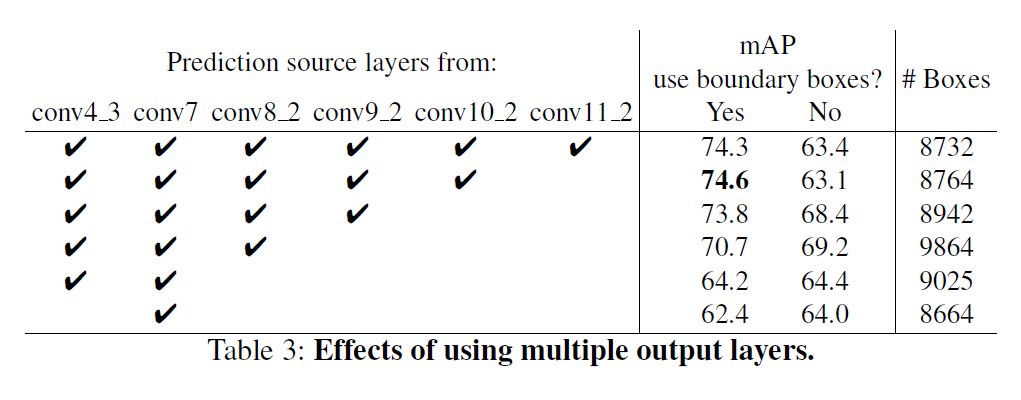 Prediction source layers from:
mAP
use boundary boxes?
# Boxes
conv4_3 conv7 conv8_2 conv9_2 conv10_2 conv11_2
Yes No
✔ ✔ ✔ ✔ ✔ ✔ 74.3 63.4 8732
✔ ✔ ✔ ✔ ✔ 74.6 63.1 8764
✔ ✔ ✔ ✔ 73.8 68.4 8942
✔ ✔ ✔ 70.7 69.2 9864
✔ ✔ 64.2 64.4 9025
✔ 62.4 64.0 8664
Table 3: Effects of using multiple output layers.